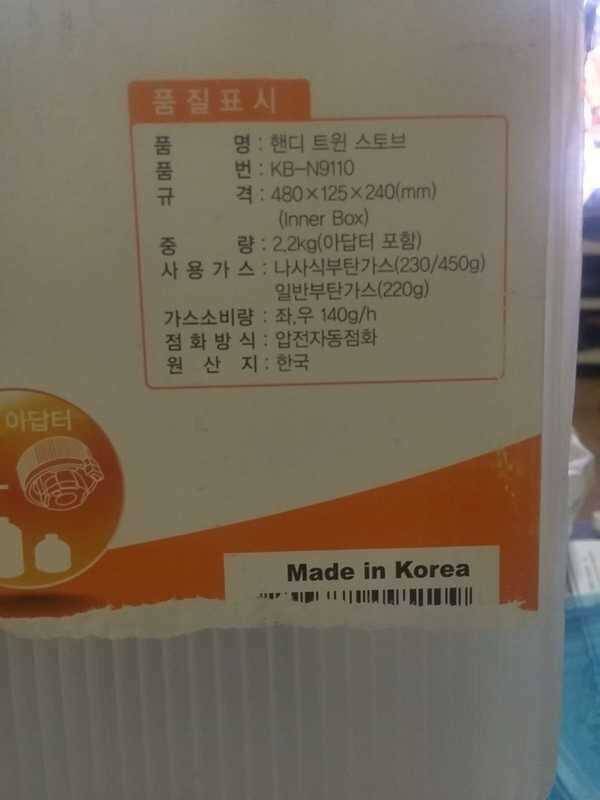 품질표시
품 명 : 핸디 트윈 스토브
품 번 : KB-N9110
규 격 : 480×125×240(mm)
(Inner Box)
중 량 : 2.2kg(아답터 포함)
사용가스 : 나사식부탄가스(230/450g)
일반부탄가스(220g)
가스소비량 : 좌,우 140g/h
점화방식 : 압전자동점화
원 산 지 : 한국
아답터
Made in Korea